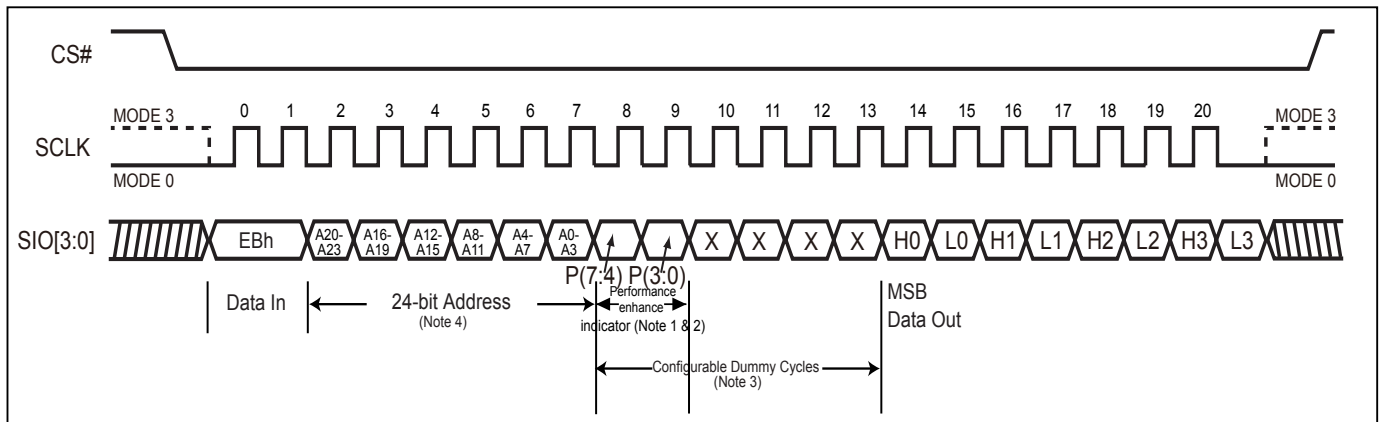 CS#
MODE 3
0 1 2 3 4 5 6 7 8 9 10 11 12 13 14 15 16 17 18 19 20
MODE 3
SCLK
MODE 0
MODE 0
SIO[3:0]
EBh
A20-
A23
A16-
A19
A12-
A15
A8-
A11
A4-
A7
A0-
A3
X X X X H0 L0 H1 L1 H2 L2 H3 L3
P(7:4) P(3:0)
Data In
24-bit Address
(Note 4)
Performance
enhance
indicator (Note 1 & 2)
MSB
Data Out
Configurable Dummy Cycles
(Note 3)